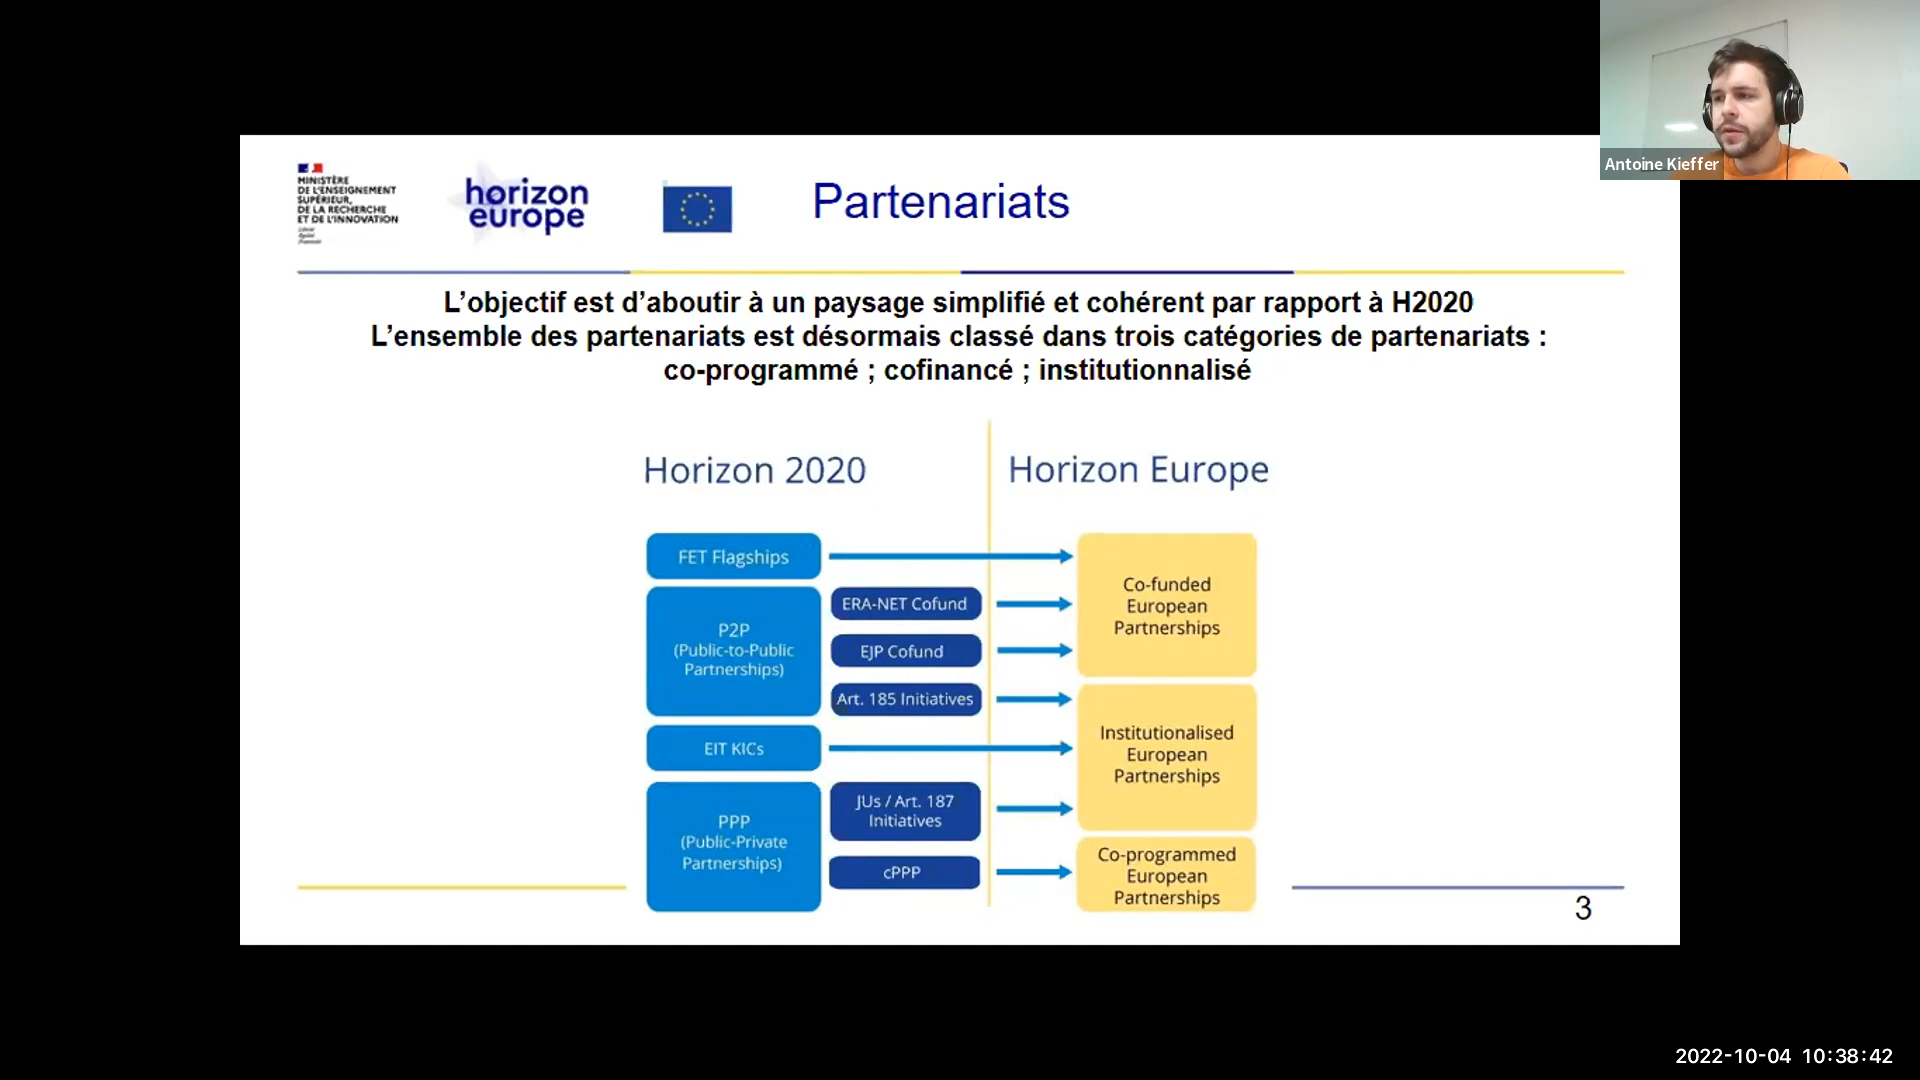 Antoine Kieffer
MINISTÈRE
DE L'ENSEIGNEMENT
SUPÉRIEUR,
DE LA RECHERCHE
ET DE L'INNOVATION
horizon
europe
Partenariats
L'objectif est d'aboutir à un paysage simplifié et cohérent par rapport à H2020
L'ensemble des partenariats est désormais classé dans trois catégories de partenariats :
co-programmé ; cofinancé ; institutionnalisé
Horizon 2020
Horizon Europe
FET Flagships
P2P
(Public-to-Public
Partnerships)
ERA-NET Cofund
EJP Cofund
Art. 185 Initiatives
EIT KICs
PPP
(Public-Private
Partnerships)
JUs / Art. 187
Initiatives
cPPP
Co-funded
European
Partnerships
Institutionalised
European
Partnerships
Co-programmed
European
Partnerships
3
2022-10-04 10:38:42